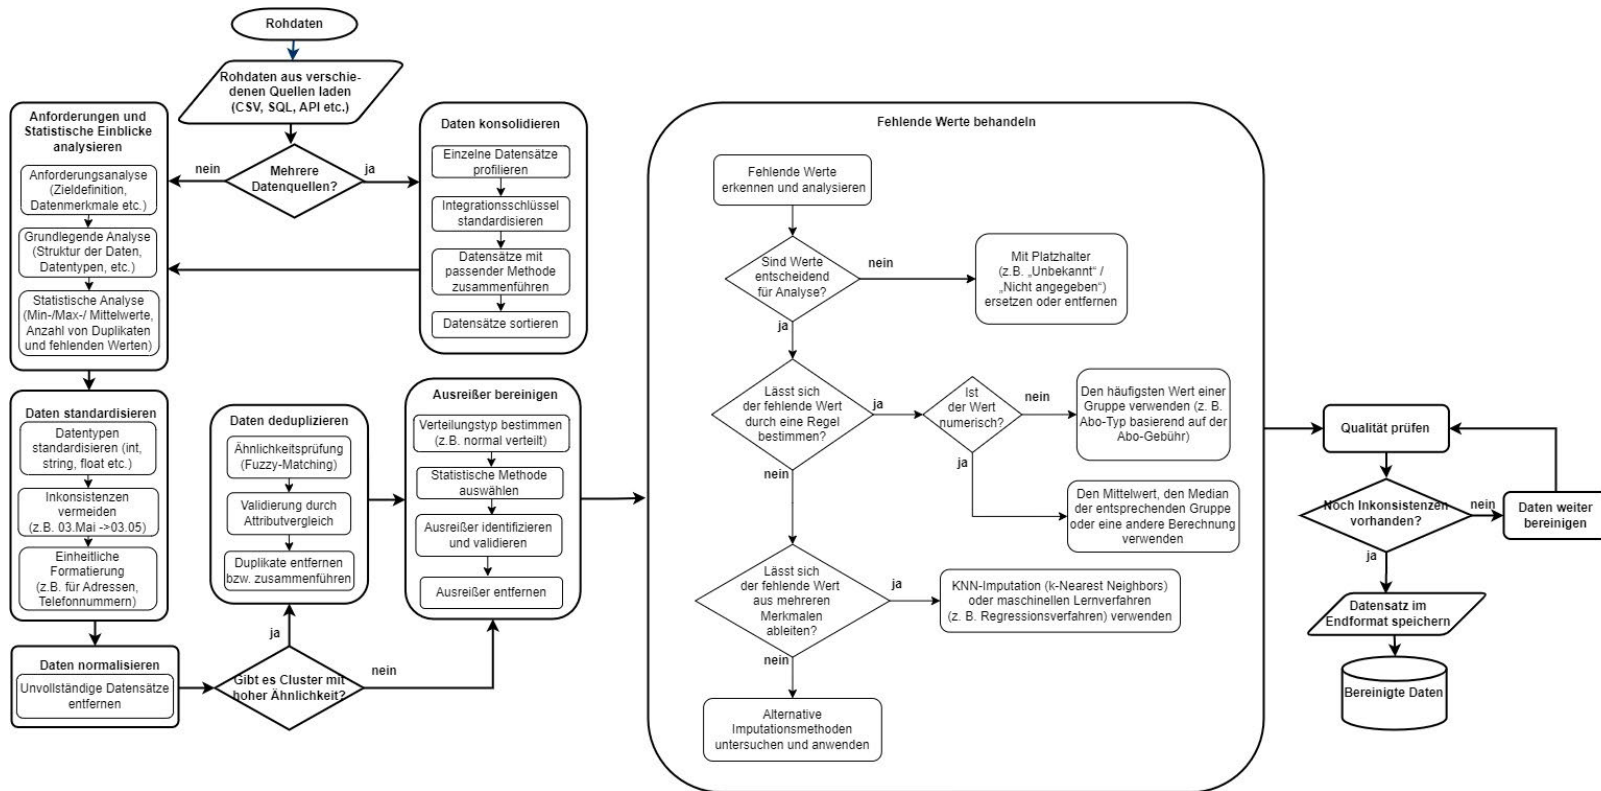 Rohdaten
Rohdaten aus verschie-
denen Quellen laden
(CSV, SQL, API etc.)
Mehrere
Datenquellen?
nein
ja
Anforderungen und
Statistische Einblicke
analysieren
Anforderungsanalyse
(Zieldefinition,
Datenmerkmale etc.)
Grundlegende Analyse
(Struktur der Daten,
Datentypen, etc.)
Statistische Analyse
(Min-/Max-/ Mittelwerte,
Anzahl von Duplikaten
und fehlenden Werten)
Daten konsolidieren
Einzelne Datensätze
profilieren
Integrationsschlüssel
standardisieren
Datensätze mit
passender Methode
zusammenführen
Datensätze sortieren
Daten standardisieren
Datentypen
standardisieren (int,
string, float etc.)
Inkonsistenzen
vermeiden
(z.B. 03.Mai ->03.05)
Einheitliche
Formatierung
(z.B. für Adressen,
Telefonnummern)
Daten normalisieren
Unvollständige Datensätze
entfernen
Gibt es Cluster mit
hoher Ähnlichkeit?
ja
nein
Daten deduplizieren
Ähnlichkeitsprüfung
(Fuzzy-Matching)
Validierung durch
Attributvergleich
Duplikate entfernen
bzw. zusammenführen
Ausreißer bereinigen
Verteilungstyp bestimmen
(z.B. normal verteilt)
Statistische Methode
auswählen
Ausreißer identifizieren
und validieren
Ausreißer entfernen
Fehlende Werte behandeln
Fehlende Werte
erkennen und analysieren
Sind Werte
entscheidend
für Analyse?
nein
Mit Platzhalter
(z.B. „Unbekannt“ /
„Nicht angegeben“)
ersetzen oder entfernen
ja
Lässt sich
der fehlende Wert
durch eine Regel
bestimmen?
ja
Ist
der Wert
numerisch?
nein
Den häufigsten Wert einer
Gruppe verwenden (z. B.
Abo-Typ basierend auf der
Abo-Gebühr)
ja
Den Mittelwert, den Median
der entsprechenden Gruppe
oder eine andere Berechnung
verwenden
nein
Lässt sich
der fehlende Wert
aus mehreren
Merkmalen
ableiten?
ja
KNN-Imputation (k-Nearest Neighbors)
oder maschinellen Lernverfahren
(z. B. Regressionsverfahren) verwenden
nein
Alternative
Imputationsmethoden
untersuchen und anwenden
Qualität prüfen
Noch Inkonsistenzen
vorhanden?
nein
Daten weiter
bereinigen
ja
Datensatz im
Endformat speichern
Bereinigte Daten